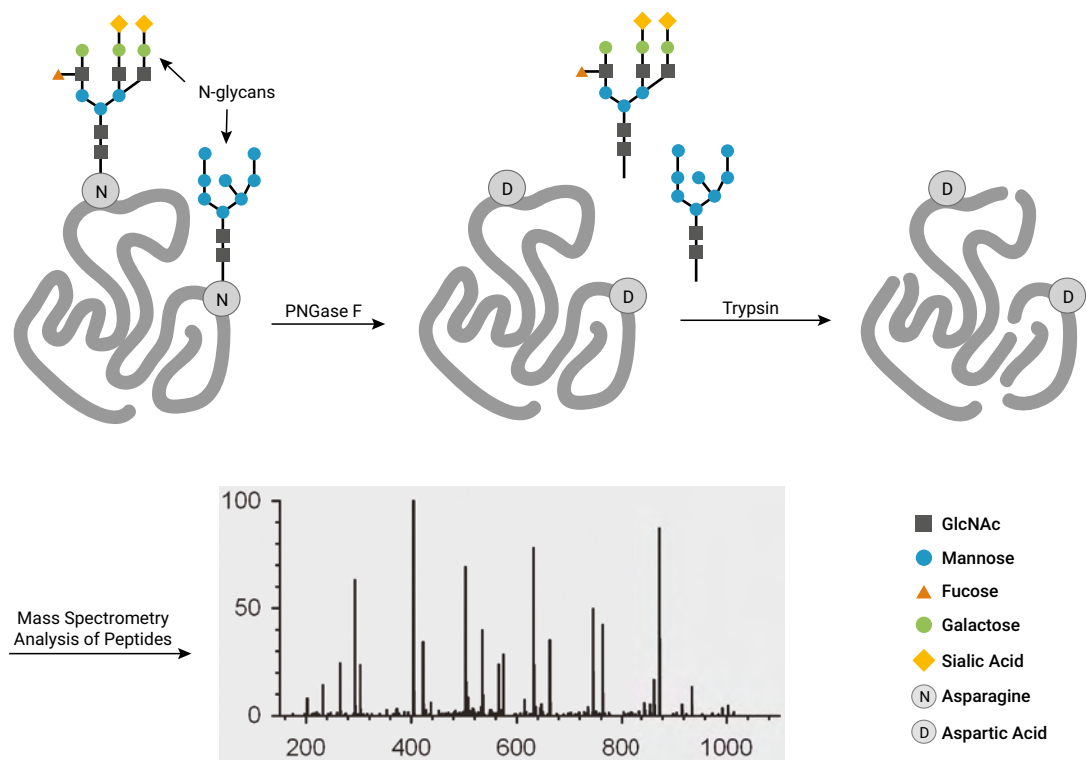 N-glycans
N
N
PNGase F
D
D
Trypsin
D
D
Mass Spectrometry
Analysis of Peptides
100
50
0
200 400 600 800 1000
GlcNAc
Mannose
Fucose
Galactose
Sialic Acid
N Asparagine
D Aspartic Acid